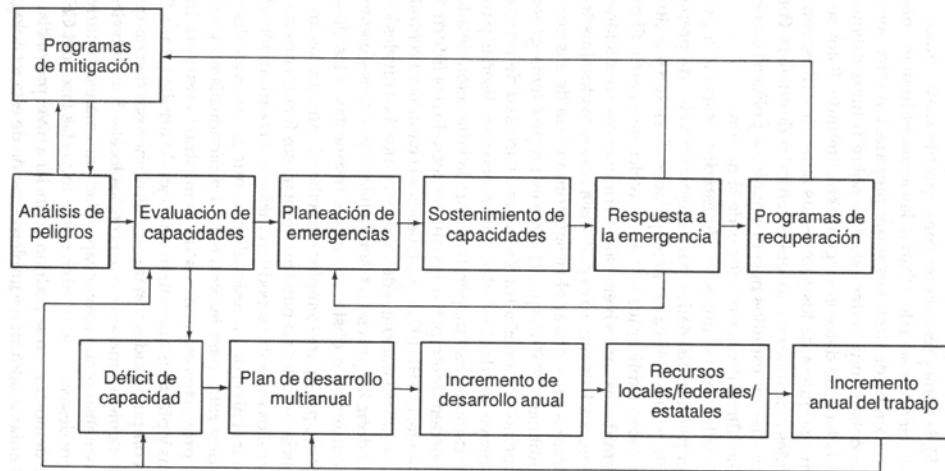 Programas
de mitigación
Análisis de
peligros
Evaluación de
capacidades
Planeación de
emergencias
Sostenimiento de
capacidades
Respuesta a
la emergencia
Programas de
recuperación
Déficit de
capacidad
Plan de desarrollo
multianual
Incremento de
desarrollo anual
Recursos
locales/federales/
estatales
Incremento
anual del trabajo